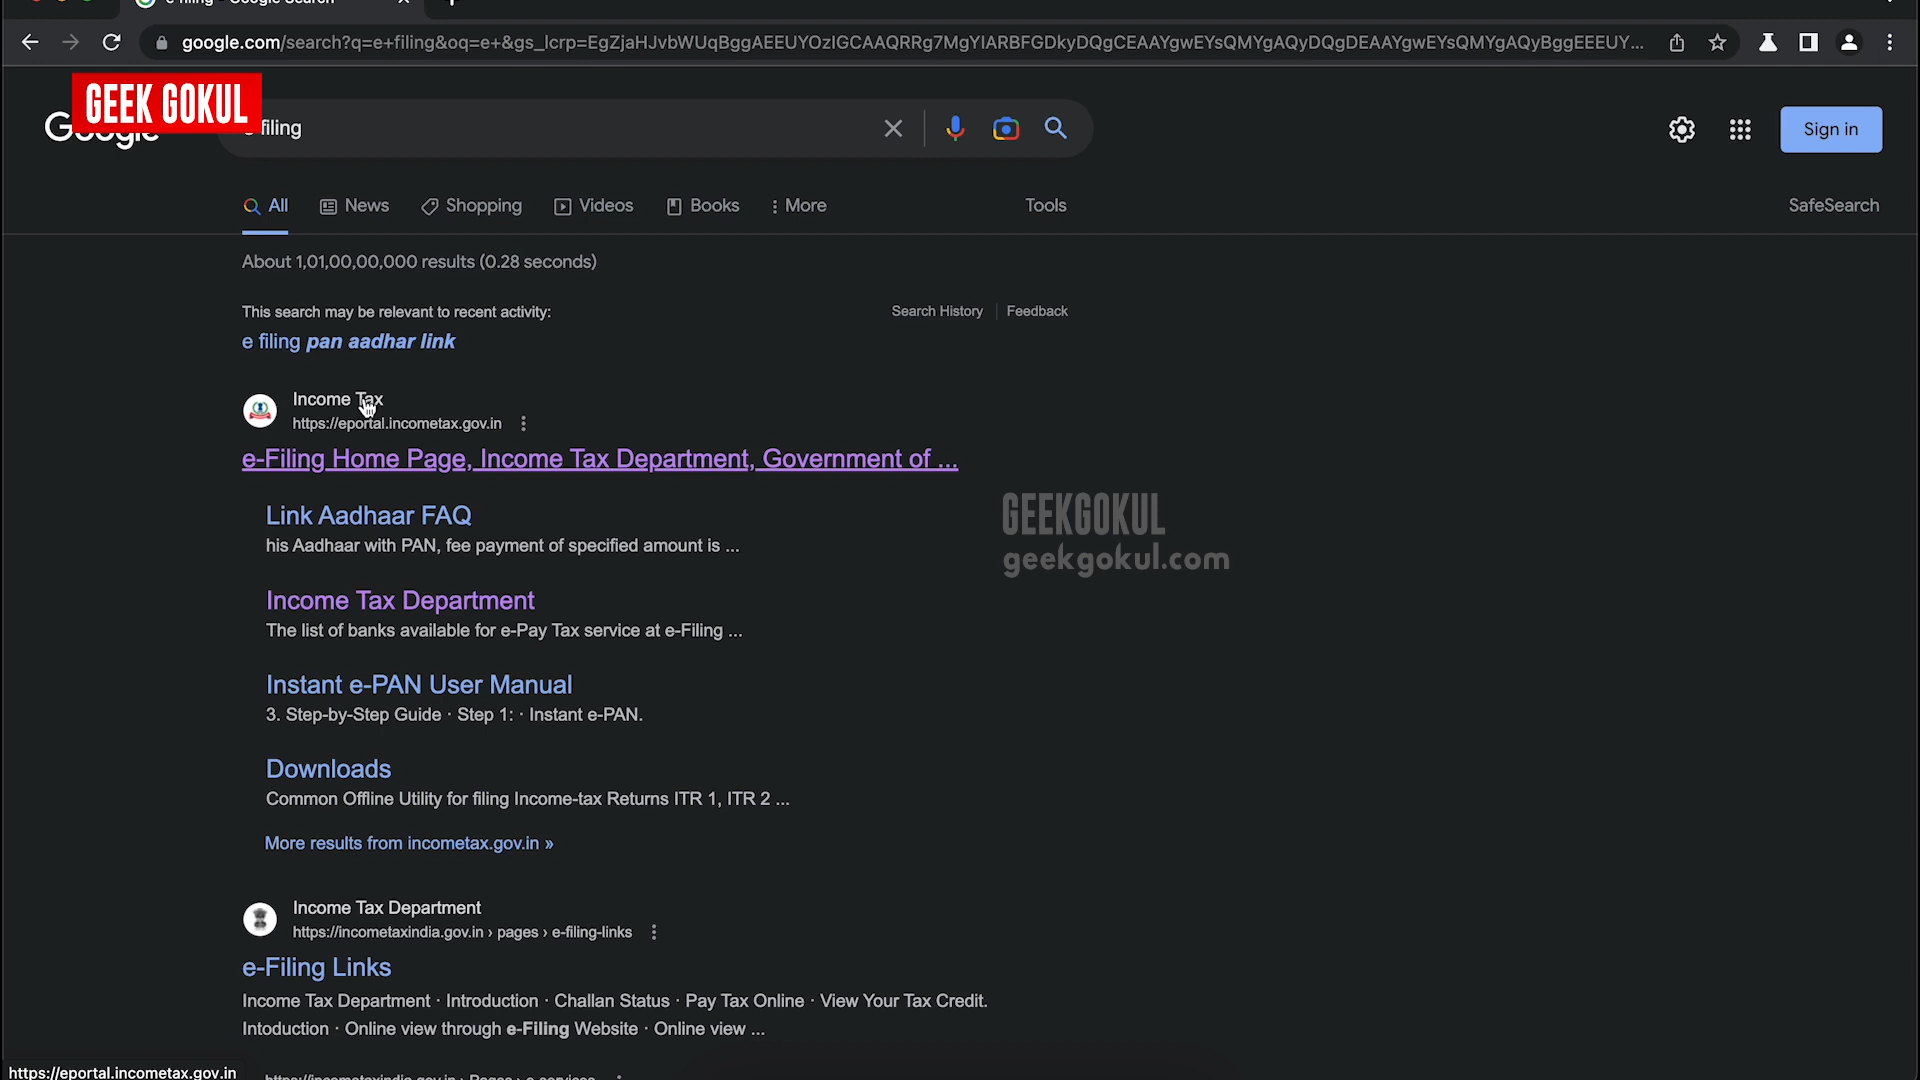 google.com/search?q=e+filing&oq=e+&gs_lcrp=EgZjaHJvbWUqBggAEEUYOzIGCAAQRRg7MgYIARBFGDkyDQgCEAAYgwEYsQMYgAQyDQgDEAAYgwEYsQMYgAQyBggEEEUY...
GEEK GOKUL
Google
filing
Sign in
All News Shopping Videos Books More Tools SafeSearch
About 1,01,00,00,000 results (0.28 seconds)
This search may be relevant to recent activity: Search History Feedback
e filing pan aadhar link
Income Tax
https://eportal.incometax.gov.in
e-Filing Home Page, Income Tax Department, Government of ...
Link Aadhaar FAQ
his Aadhaar with PAN, fee payment of specified amount is ...
GEEKGOKUL
geekgokul.com
Income Tax Department
The list of banks available for e-Pay Tax service at e-Filing ...
Instant e-PAN User Manual
3. Step-by-Step Guide · Step 1: · Instant e-PAN.
Downloads
Common Offline Utility for filing Income-tax Returns ITR 1, ITR 2 ...
More results from incometax.gov.in »
Income Tax Department
https://incometaxindia.gov.in › pages › e-filing-links
e-Filing Links
Income Tax Department · Introduction · Challan Status · Pay Tax Online · View Your Tax Credit.
Intoduction · Online view through e-Filing Website · Online view ...
https://eportal.incometax.gov.in